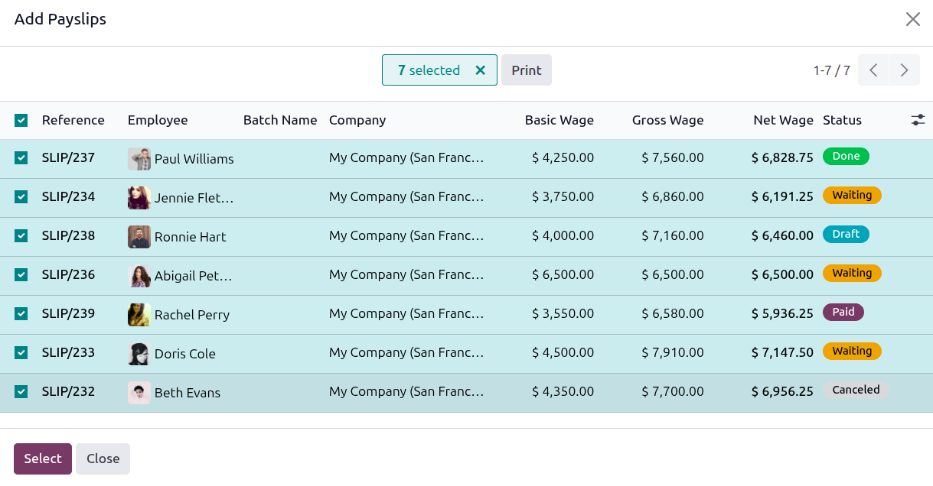 Add Payslips
7 selected Print 1-7 / 7
Reference Employee Batch Name Company Basic Wage Gross Wage Net Wage Status
SLIP/237 Paul Williams My Company (San Franc... $ 4,250.00 $ 7,560.00 $ 6,828.75 Done
SLIP/234 Jennie Flet... My Company (San Franc... $ 3,750.00 $ 6,860.00 $ 6,191.25 Waiting
SLIP/238 Ronnie Hart My Company (San Franc... $ 4,000.00 $ 7,160.00 $ 6,460.00 Draft
SLIP/236 Abigail Pet... My Company (San Franc... $ 6,500.00 $ 6,500.00 $ 6,500.00 Waiting
SLIP/239 Rachel Perry My Company (San Franc... $ 3,550.00 $ 6,580.00 $ 5,936.25 Paid
SLIP/233 Doris Cole My Company (San Franc... $ 4,500.00 $ 7,910.00 $ 7,147.50 Waiting
SLIP/232 Beth Evans My Company (San Franc... $ 4,350.00 $ 7,700.00 $ 6,956.25 Canceled
Select Close